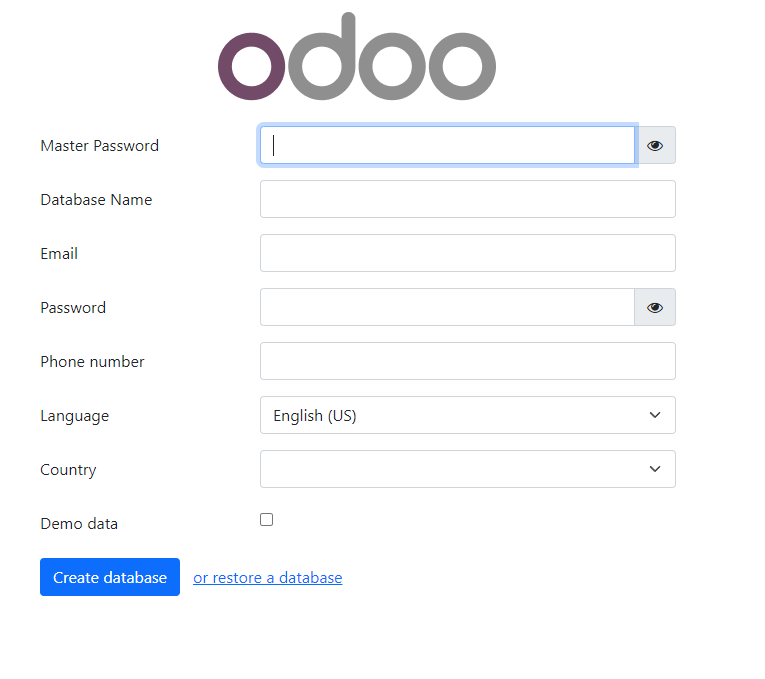 odoo
Master Password
Database Name
Email
Password
Phone number
Language English (US)
Country
Demo data
Create database or restore a database